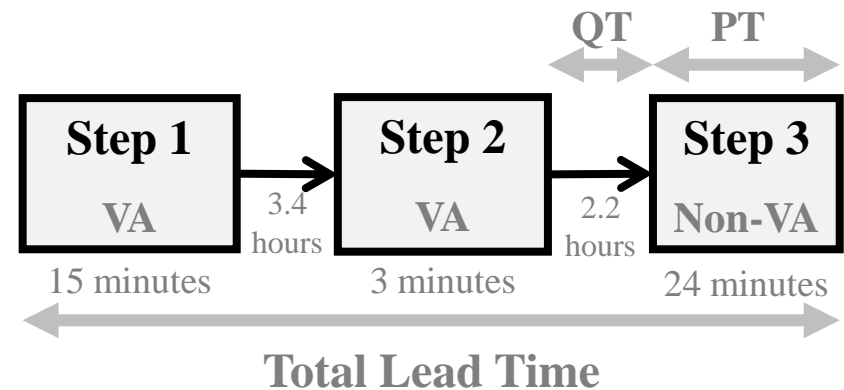 QT PT
Step 1 Step 2 Step 3
VA 3.4 hours VA 2.2 hours Non-VA
15 minutes 3 minutes 24 minutes
Total Lead Time